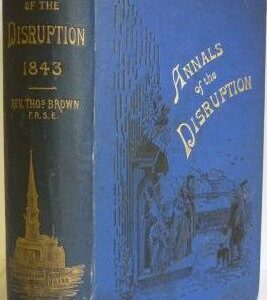 OF THE
DISRUPTION
1843
REV. THOS. BROWN
F.R.S.E.
ANNALS
of the
DISRUPTION